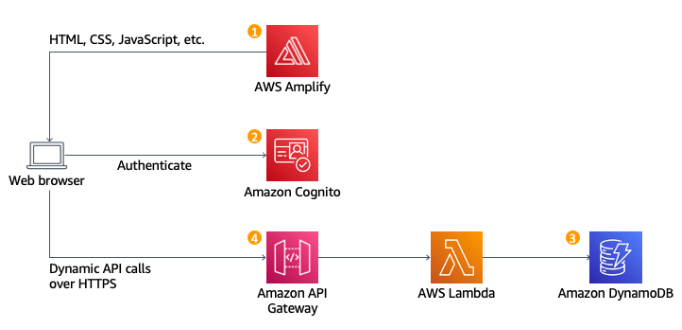 HTML, CSS, JavaScript, etc.
1
AWS Amplify
2
Web browser
Authenticate
Amazon Cognito
4
3
Dynamic API calls
over HTTPS
Amazon API
Gateway
AWS Lambda
Amazon DynamoDB